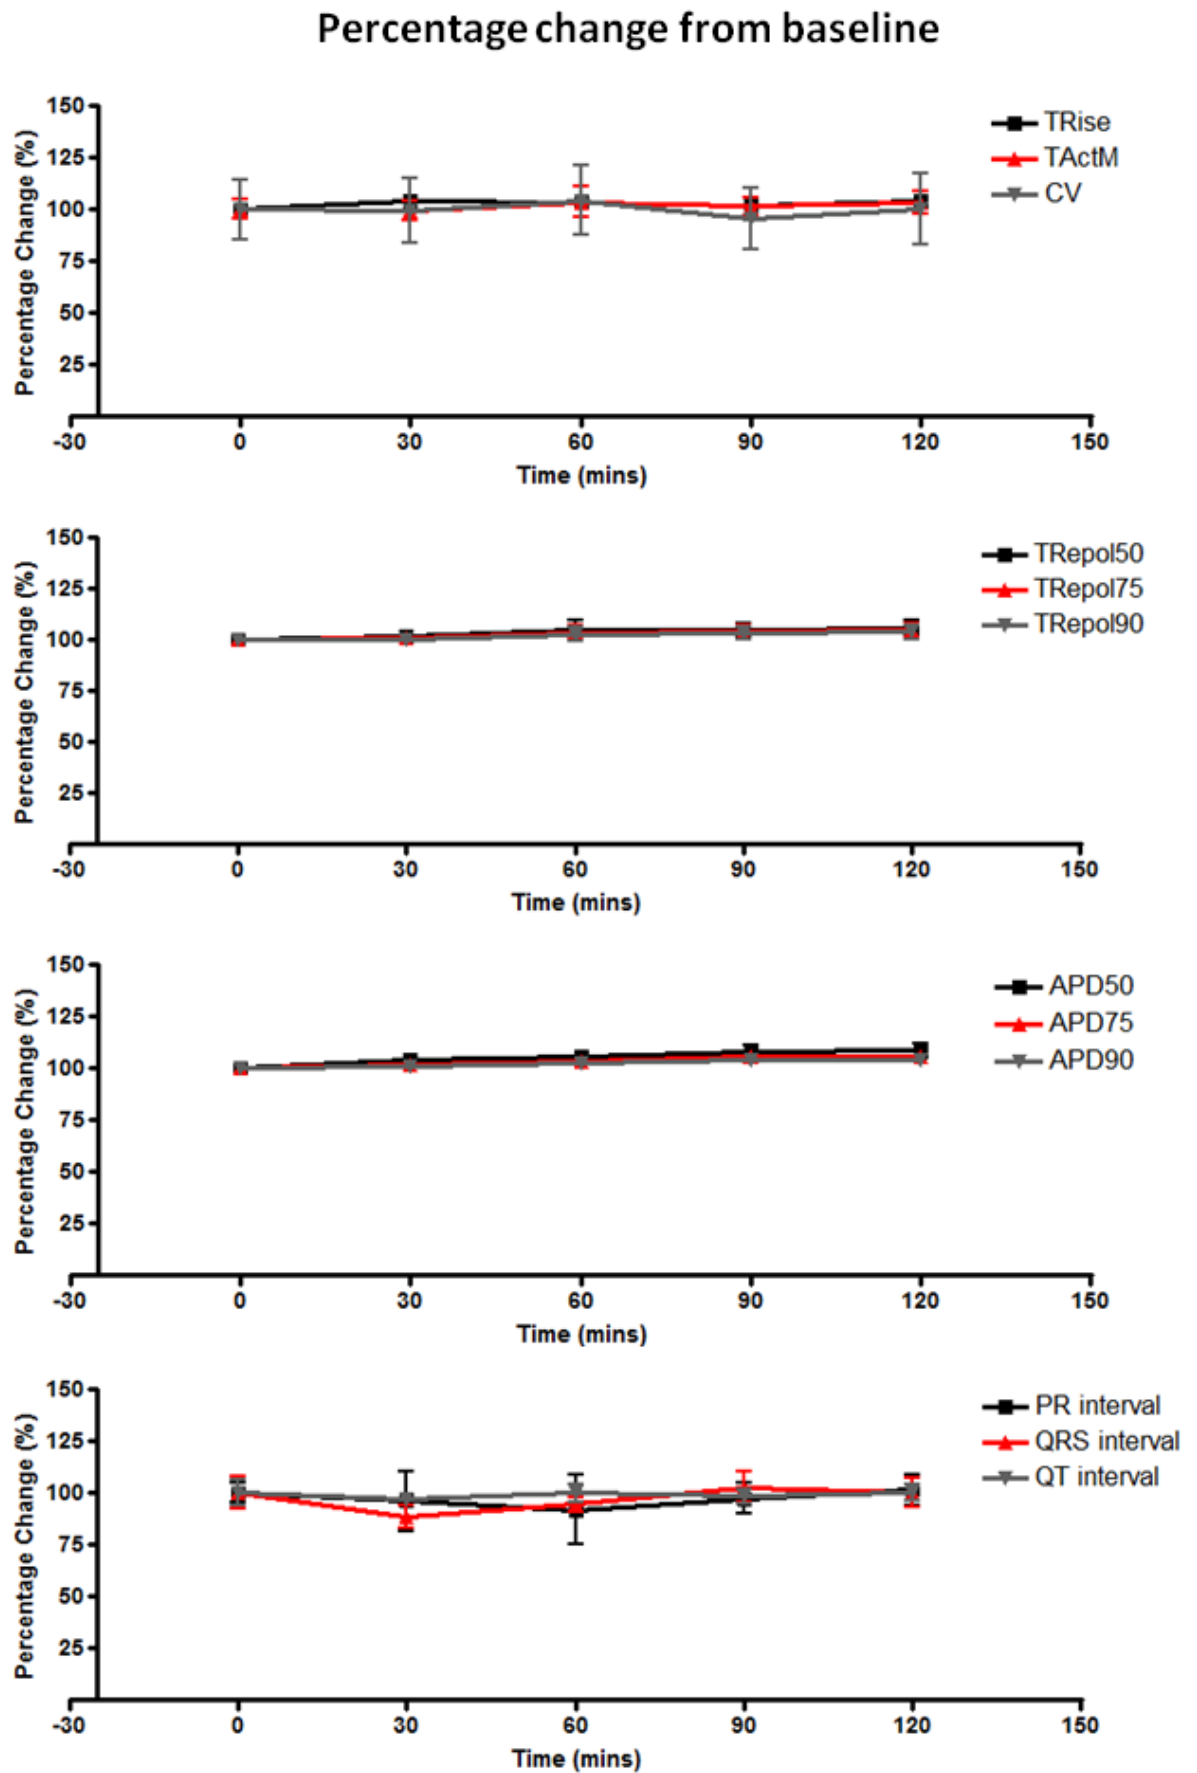 Percentage change from baseline
Percentage Change (%)
150
125
100
75
50
25
-30 0 30 60 90 120 150
Time (mins)
TRise
TActM
CV
Percentage Change (%)
150
125
100
75
50
25
-30 0 30 60 90 120 150
Time (mins)
TRepol50
TRepol75
TRepol90
Percentage Change (%)
150
125
100
75
50
25
-30 0 30 60 90 120 150
Time (mins)
APD50
APD75
APD90
Percentage Change (%)
150
125
100
75
50
25
-30 0 30 60 90 120 150
Time (mins)
PR interval
QRS interval
QT interval